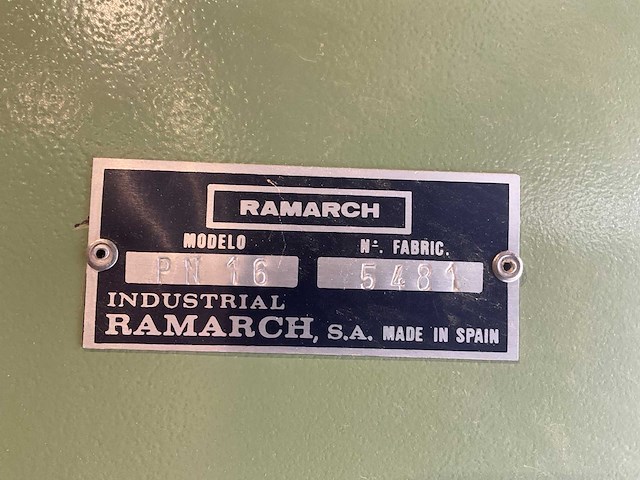 RAMARCH
MODELO Nº. FABRIC.
PN 16 5481
INDUSTRIAL
RAMARCH, S.A. MADE IN SPAIN